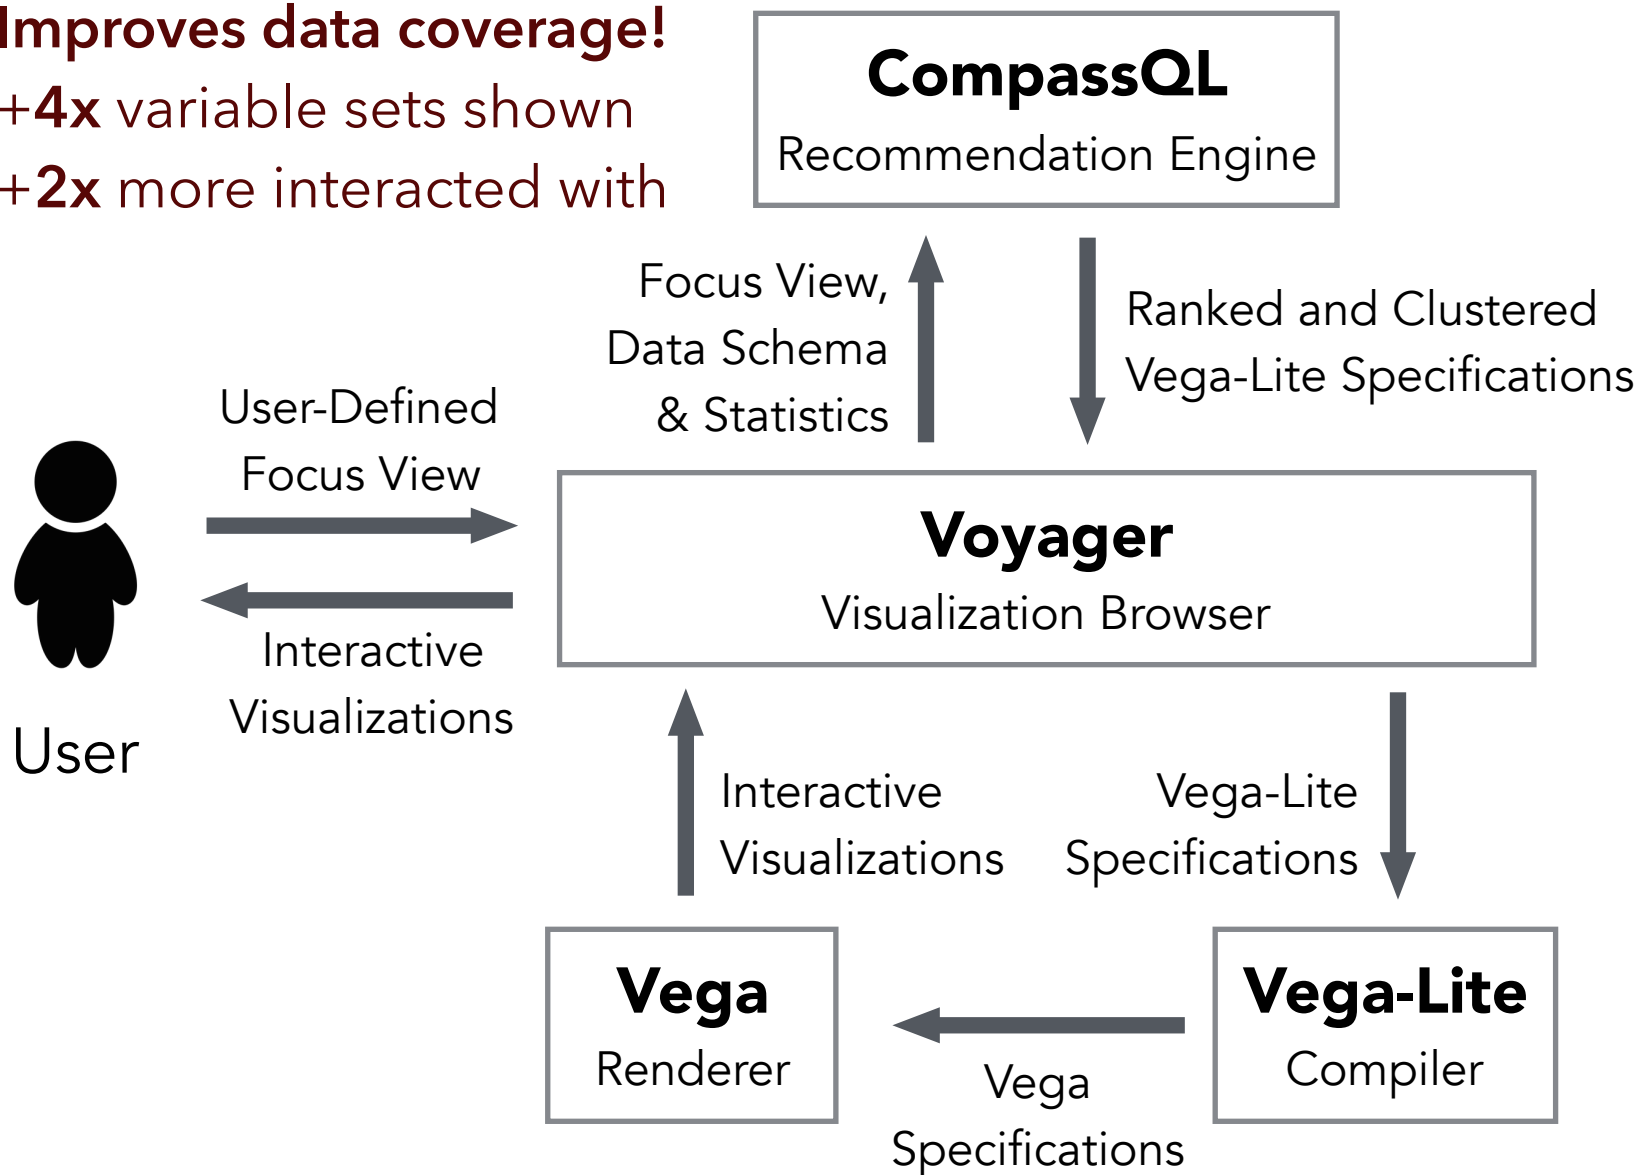 Improves data coverage!
+4x variable sets shown
+2x more interacted with
CompassQL
Recommendation Engine
Focus View,
Data Schema
& Statistics
Ranked and Clustered
Vega-Lite Specifications
User-Defined
Focus View
Voyager
Visualization Browser
Interactive
Visualizations
User
Interactive
Visualizations
Vega-Lite
Specifications
Vega
Renderer
Vega-Lite
Compiler
Vega
Specifications